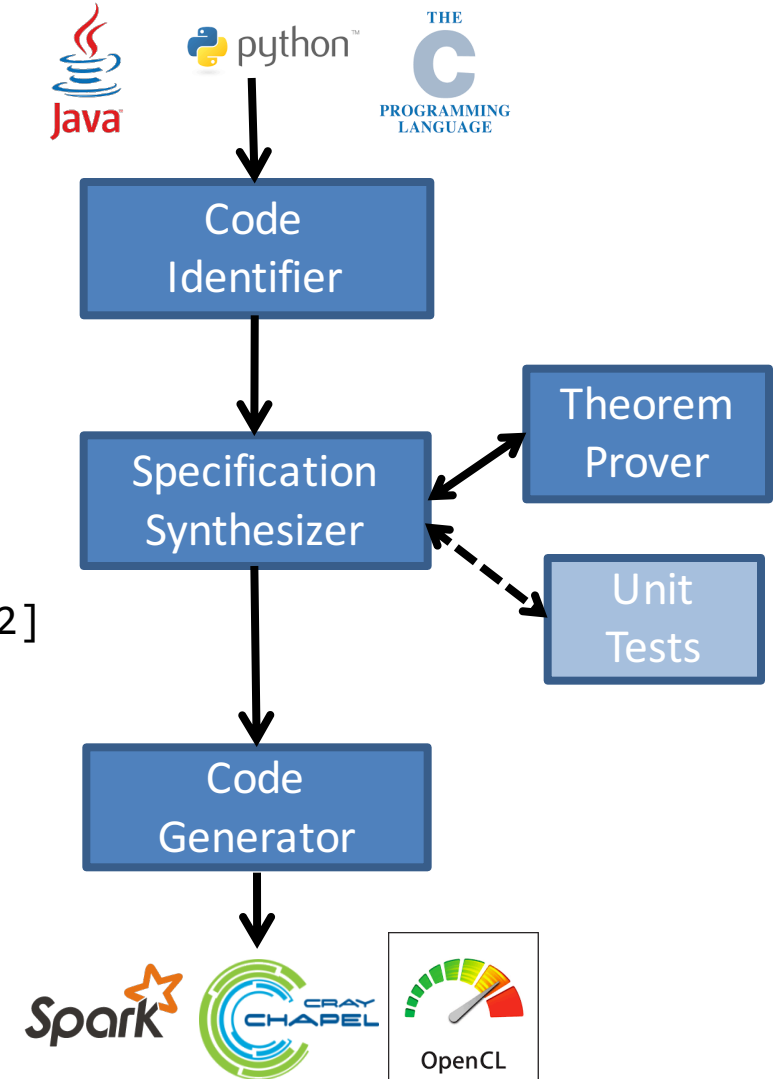 Java
python™
THE
C
PROGRAMMING
LANGUAGE
Code
Identifier
Theorem
Prover
Specification
Synthesizer
Unit
Tests
2]
Code
Generator
Spark
CRAY
CHAPEL
OpenCL